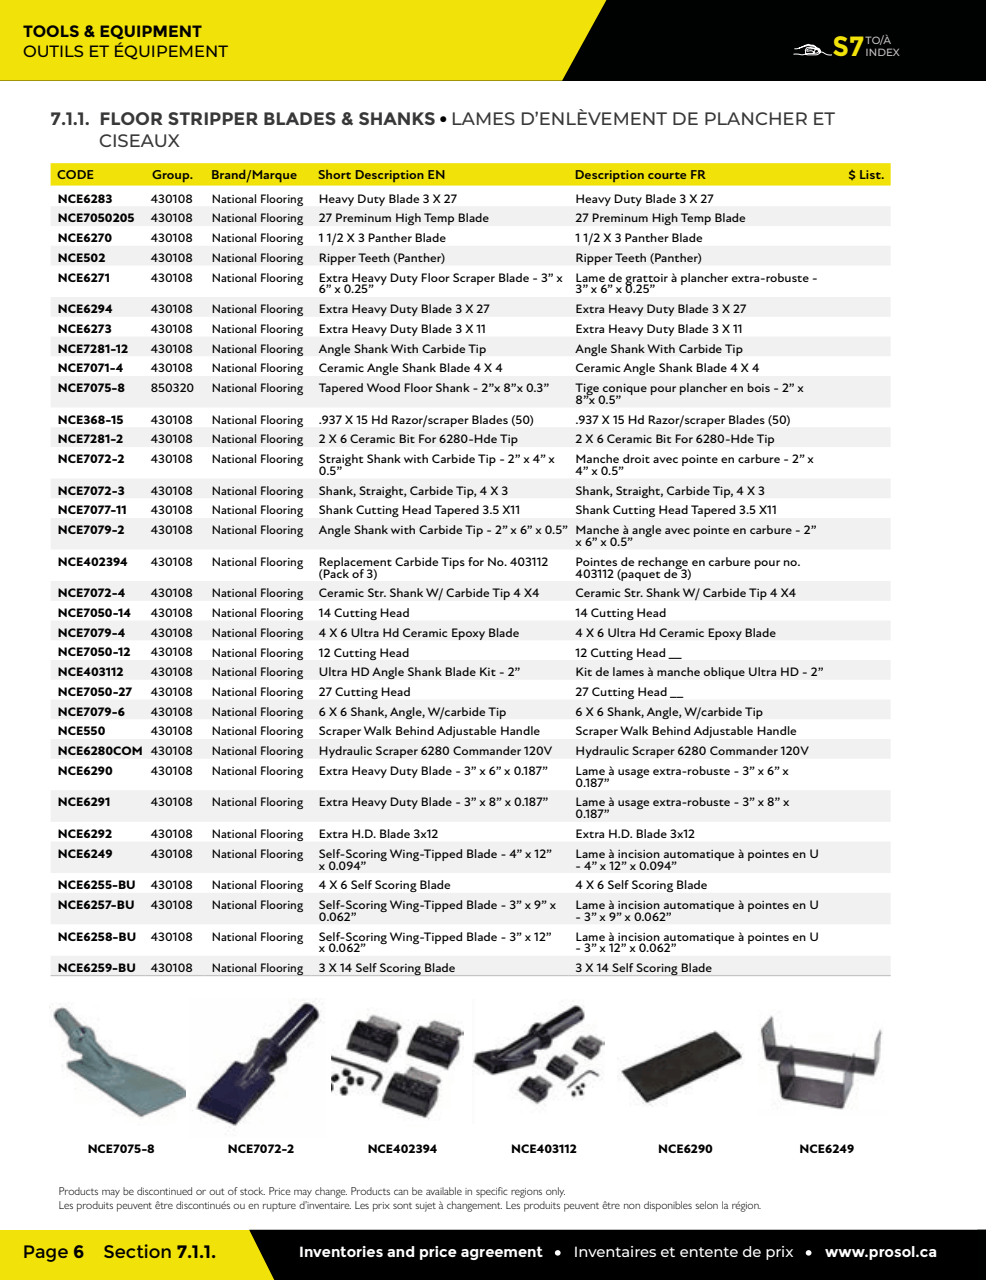 TOOLS & EQUIPMENT
OUTILS ET ÉQUIPEMENT
S7 TO/À
INDEX
7.1.1. FLOOR STRIPPER BLADES & SHANKS • LAMES D’ENLÈVEMENT DE PLANCHER ET
CISEAUX
CODE Group. Brand/Marque Short Description EN Description courte FR $ List.
NCE6283 430108 National Flooring Heavy Duty Blade 3 X 27 Heavy Duty Blade 3 X 27
NCE7050205 430108 National Flooring 27 Preminum High Temp Blade 27 Preminum High Temp Blade
NCE6270 430108 National Flooring 1 1/2 X 3 Panther Blade 1 1/2 X 3 Panther Blade
NCE502 430108 National Flooring Ripper Teeth (Panther) Ripper Teeth (Panther)
NCE6271 430108 National Flooring Extra Heavy Duty Floor Scraper Blade - 3” x Lame de grattoir à plancher extra-robuste -
6” x 0.25” 3” x 6” x 0.25”
NCE6294 430108 National Flooring Extra Heavy Duty Blade 3 X 27 Extra Heavy Duty Blade 3 X 27
NCE6273 430108 National Flooring Extra Heavy Duty Blade 3 X 11 Extra Heavy Duty Blade 3 X 11
NCE7281-12 430108 National Flooring Angle Shank With Carbide Tip Angle Shank With Carbide Tip
NCE7071-4 430108 National Flooring Ceramic Angle Shank Blade 4 X 4 Ceramic Angle Shank Blade 4 X 4
NCE7075-8 850320 National Flooring Tapered Wood Floor Shank - 2”x 8”x 0.3” Tige conique pour plancher en bois - 2” x
8”x 0.5”
NCE368-15 430108 National Flooring .937 X 15 Hd Razor/scraper Blades (50) .937 X 15 Hd Razor/scraper Blades (50)
NCE7281-2 430108 National Flooring 2 X 6 Ceramic Bit For 6280-Hde Tip 2 X 6 Ceramic Bit For 6280-Hde Tip
NCE7072-2 430108 National Flooring Straight Shank with Carbide Tip - 2” x 4” x Manche droit avec pointe en carbure - 2” x
0.5” 4” x 0.5”
NCE7072-3 430108 National Flooring Shank, Straight, Carbide Tip, 4 X 3 Shank, Straight, Carbide Tip, 4 X 3
NCE7077-11 430108 National Flooring Shank Cutting Head Tapered 3.5 X11 Shank Cutting Head Tapered 3.5 X11
NCE7079-2 430108 National Flooring Angle Shank with Carbide Tip - 2” x 6” x 0.5” Manche à angle avec pointe en carbure - 2”
x 6” x 0.5”
NCE402394 430108 National Flooring Replacement Carbide Tips for No. 403112 Pointes de rechange en carbure pour no.
(Pack of 3) 403112 (paquet de 3)
NCE7072-4 430108 National Flooring Ceramic Str. Shank W/ Carbide Tip 4 X4 Ceramic Str. Shank W/ Carbide Tip 4 X4
NCE7050-14 430108 National Flooring 14 Cutting Head 14 Cutting Head
NCE7079-4 430108 National Flooring 4 X 6 Ultra Hd Ceramic Epoxy Blade 4 X 6 Ultra Hd Ceramic Epoxy Blade
NCE7050-12 430108 National Flooring 12 Cutting Head 12 Cutting Head __
NCE403112 430108 National Flooring Ultra HD Angle Shank Blade Kit - 2” Kit de lames à manche oblique Ultra HD - 2”
NCE7050-27 430108 National Flooring 27 Cutting Head 27 Cutting Head __
NCE7079-6 430108 National Flooring 6 X 6 Shank, Angle, W/carbide Tip 6 X 6 Shank, Angle, W/carbide Tip
NCE550 430108 National Flooring Scraper Walk Behind Adjustable Handle Scraper Walk Behind Adjustable Handle
NCE6280COM 430108 National Flooring Hydraulic Scraper 6280 Commander 120V Hydraulic Scraper 6280 Commander 120V
NCE6290 430108 National Flooring Extra Heavy Duty Blade - 3” x 6” x 0.187” Lame à usage extra-robuste - 3” x 6” x
0.187”
NCE6291 430108 National Flooring Extra Heavy Duty Blade - 3” x 8” x 0.187” Lame à usage extra-robuste - 3” x 8” x
0.187”
NCE6292 430108 National Flooring Extra H.D. Blade 3x12 Extra H.D. Blade 3x12
NCE6249 430108 National Flooring Self-Scoring Wing-Tipped Blade - 4” x 12” Lame à incision automatique à pointes en U
x 0.094” - 4” x 12” x 0.094”
NCE6255-BU 430108 National Flooring 4 X 6 Self Scoring Blade 4 X 6 Self Scoring Blade
NCE6257-BU 430108 National Flooring Self-Scoring Wing-Tipped Blade - 3” x 9” x Lame à incision automatique à pointes en U
0.062” - 3” x 9” x 0.062”
NCE6258-BU 430108 National Flooring Self-Scoring Wing-Tipped Blade - 3” x 12” Lame à incision automatique à pointes en U
x 0.062” - 3” x 12” x 0.062”
NCE6259-BU 430108 National Flooring 3 X 14 Self Scoring Blade 3 X 14 Self Scoring Blade
NCE7075-8 NCE7072-2 NCE402394 NCE403112 NCE6290 NCE6249
Products may be discontinued or out of stock. Price may change. Products can be available in specific regions only.
Les produits peuvent être discontinués ou en rupture d’inventaire. Les prix sont sujet à changement. Les produits peuvent être non disponibles selon la région.
Page 6 Section 7.1.1. Inventories and price agreement • Inventaires et entente de prix • www.prosol.ca